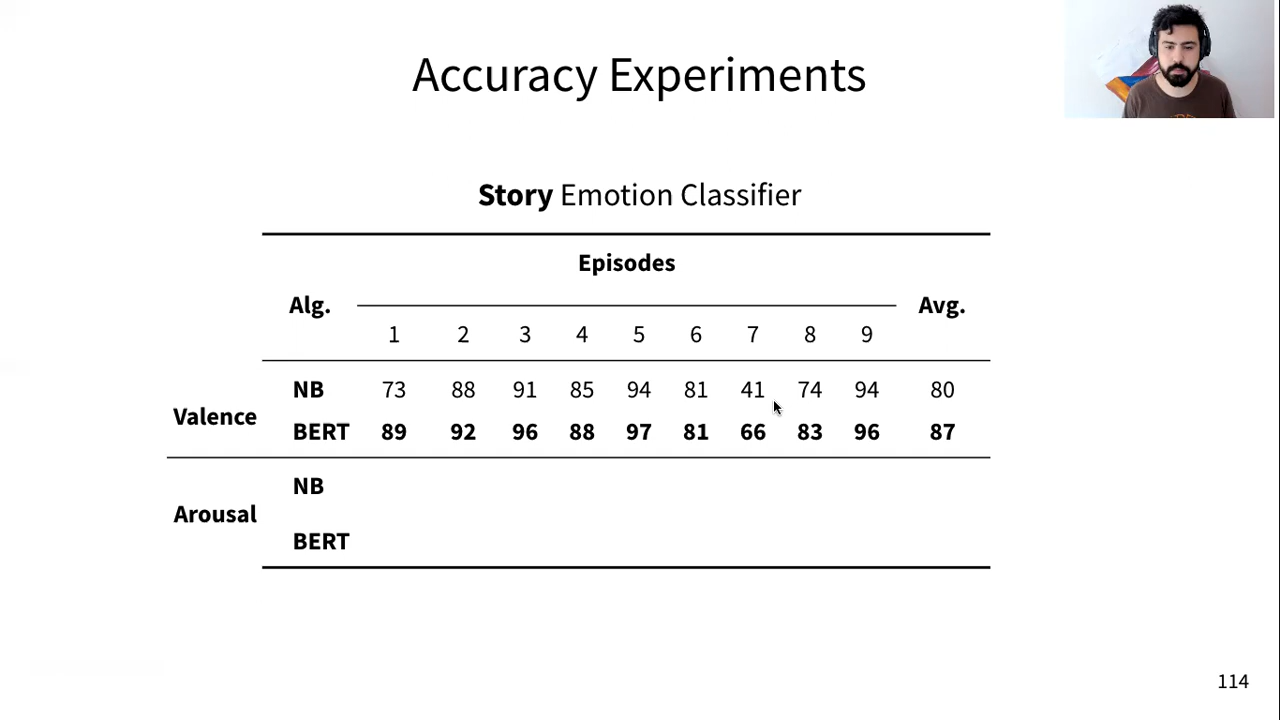 Accuracy Experiments
Story Emotion Classifier
Episodes
Alg.
Avg.
1 2 3 4 5 6 7 8 9
Valence
NB 73 88 91 85 94 81 41 74 94 80
BERT 89 92 96 88 97 81 66 83 96 87
Arousal
NB
BERT
114